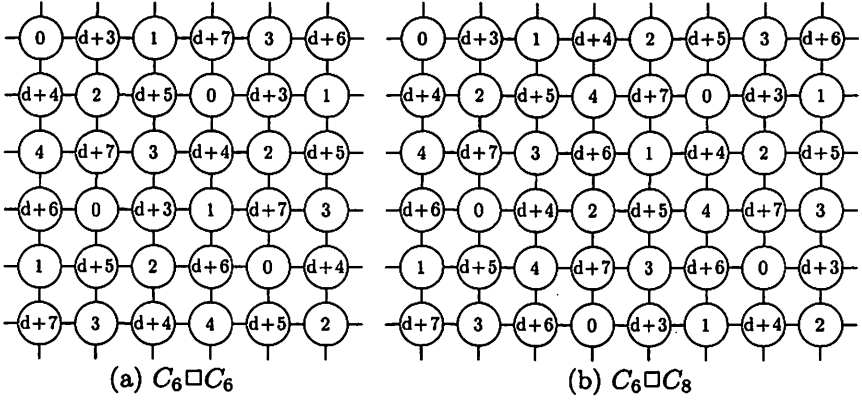 0 d+3 1 d+7 3 d+6
d+4 2 d+5 0 d+3 1
4 d+7 3 d+4 2 d+5
d+6 0 d+3 1 d+7 3
1 d+5 2 d+6 0 d+4
d+7 3 d+4 4 d+5 2
(a) C₆□C₆
0 d+3 1 d+4 2 d+5 3 d+6
d+4 2 d+5 4 d+7 0 d+3 1
4 d+7 3 d+6 1 d+4 2 d+5
d+6 0 d+4 2 d+5 4 d+7 3
1 d+5 4 d+7 3 d+6 0 d+3
d+7 3 d+6 0 d+3 1 d+4 2
(b) C₆□C₈